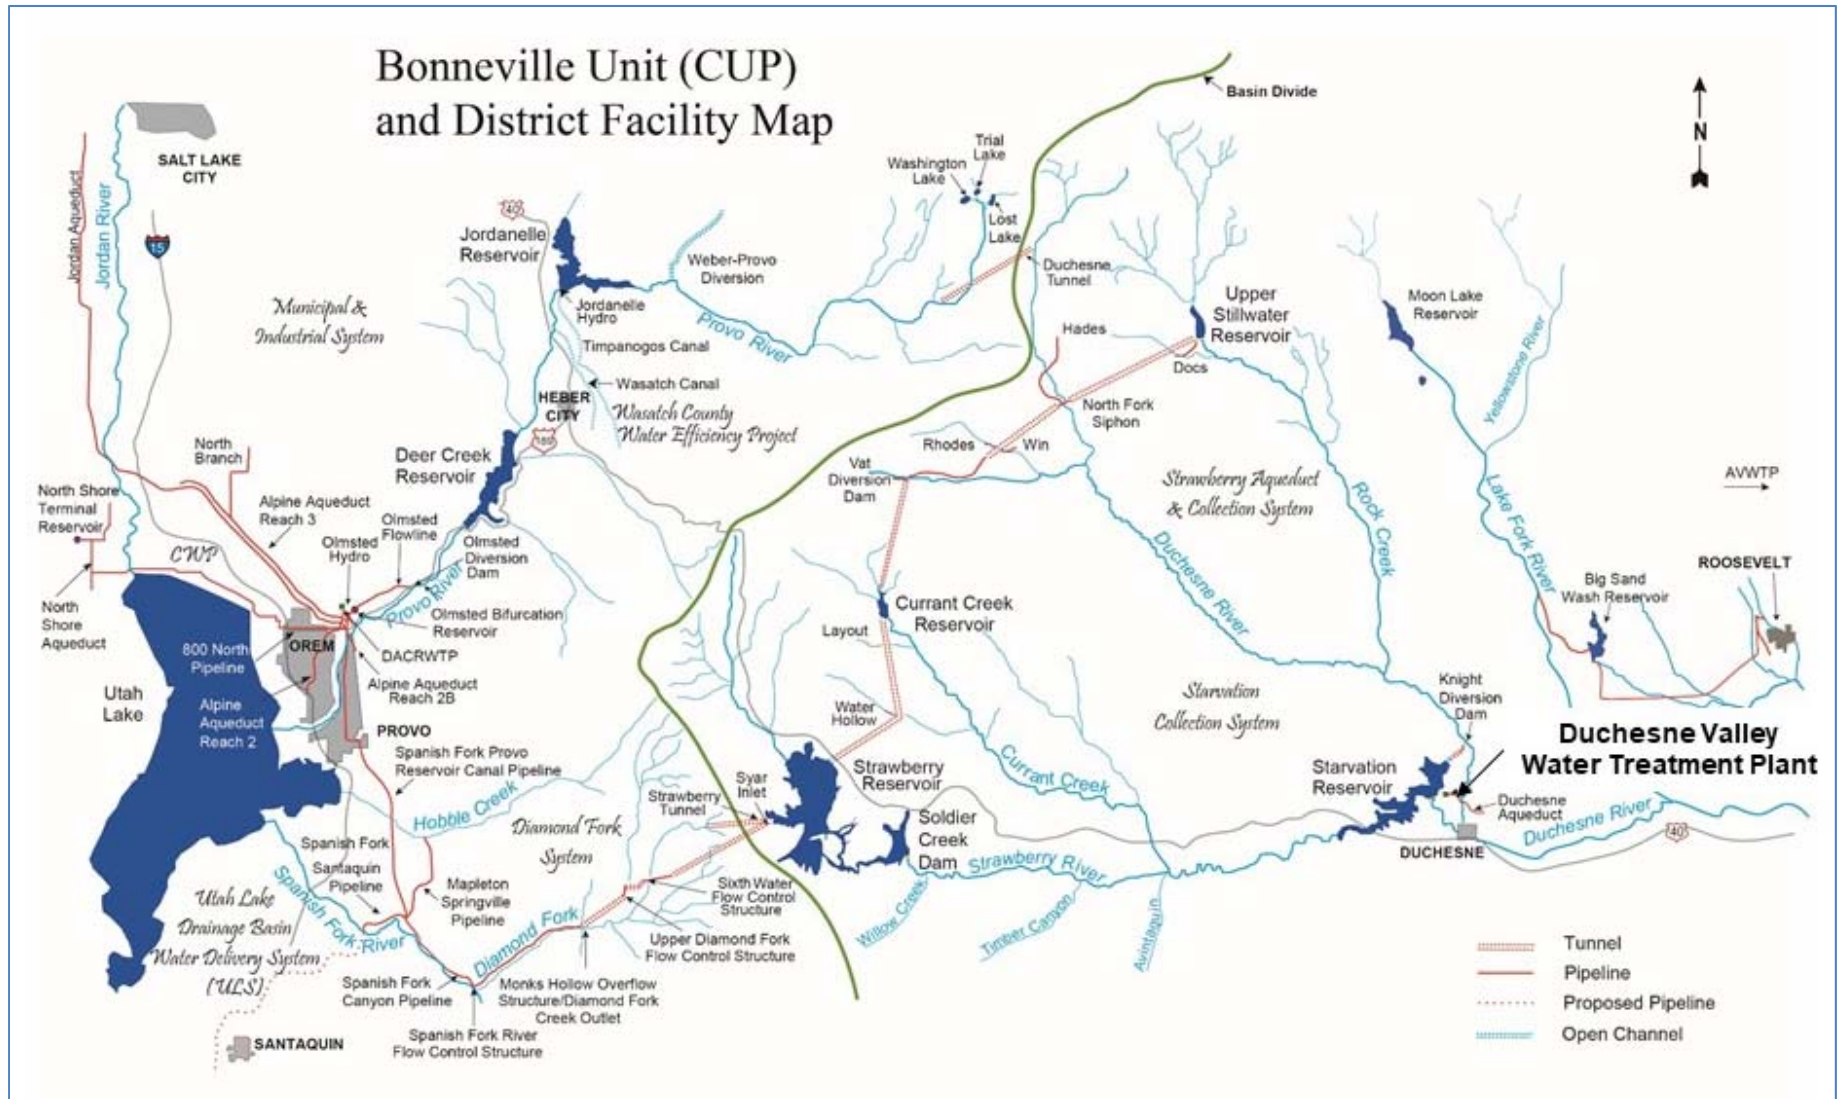 Bonneville Unit (CUP)
and District Facility Map
Basin Divide
N
SALT LAKE
CITY
Jordan Aqueduct
Jordan River
15
40
Jordanelle
Reservoir
Weber-Provo
Diversion
Washington
Lake
Trial
Lake
Lost
Lake
Duchesne
Tunnel
Municipal &
Industrial System
Jordanelle
Hydro
Provo River
Timpanogos Canal
Wasatch Canal
HEBER
CITY
Wasatch County
Water Efficiency Project
189
Hades
Upper
Stillwater
Reservoir
Docs
Moon Lake
Reservoir
Yellowstone River
North Fork
Siphon
Rhodes
Win
Vat
Diversion
Dam
Strawberry Aqueduct
& Collection System
Rock Creek
Lake Fork River
AVWTP
North
Branch
Deer Creek
Reservoir
North Shore
Terminal
Reservoir
Alpine Aqueduct
Reach 3
Olmsted
Flowline
Olmsted
Hydro
CWP
Olmsted
Diversion
Dam
Provo River
Olmsted Bifurcation
Reservoir
North
Shore
Aqueduct
800 North
Pipeline
OREM
DACRWTP
Alpine Aqueduct
Reach 2B
Utah
Lake
Alpine
Aqueduct
Reach 2
PROVO
Spanish Fork Provo
Reservoir Canal Pipeline
Duchesne River
Currant Creek
Reservoir
Layout
Water
Hollow
Big Sand
Wash Reservoir
ROOSEVELT
Starvation
Collection System
Knight
Diversion
Dam
Duchesne Valley
Water Treatment Plant
Currant Creek
Strawberry
Reservoir
Starvation
Reservoir
Duchesne
Aqueduct
Duchesne River
40
DUCHESNE
Syar
Inlet
Strawberry
Tunnel
Hobble Creek
Diamond Fork
System
Soldier
Creek
Dam
Strawberry River
Willow Creek
Timber Canyon
Avintaquin
Spanish Fork
Santaquin
Pipeline
Mapleton
Springville
Pipeline
Sixth Water
Flow Control
Structure
Upper Diamond Fork
Flow Control Structure
Utah Lake
Drainage Basin
Water Delivery System
(ULS)
Spanish Fork River
Diamond Fork
Spanish Fork
Canyon Pipeline
Monks Hollow Overflow
Structure/Diamond Fork
Creek Outlet
Spanish Fork River
Flow Control Structure
SANTAQUIN
Tunnel
Pipeline
Proposed Pipeline
Open Channel